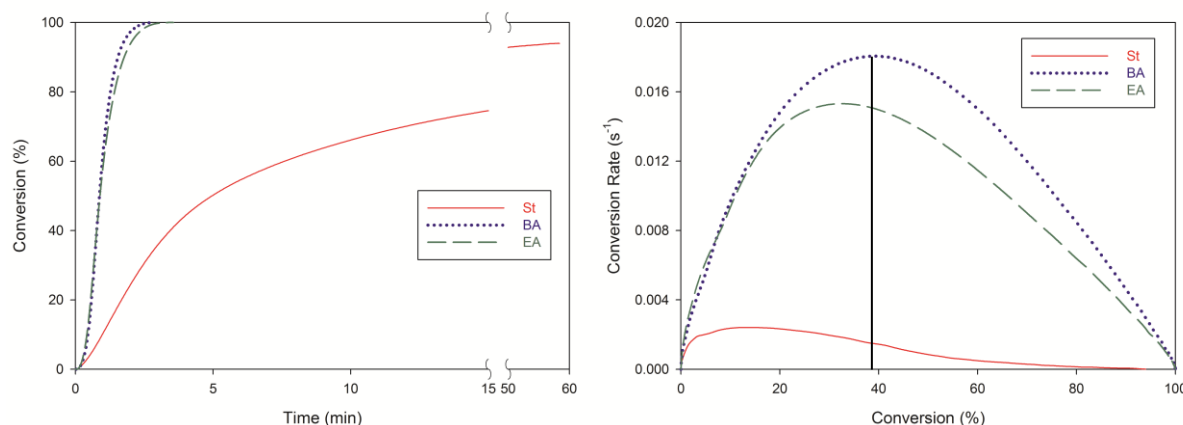 100
80
60
40
20
0
Conversion (%)
0 5 10 15 50 60
Time (min)
St
BA
EA
0.020
0.016
0.012
0.008
0.004
0.000
Conversion Rate (s⁻¹)
0 20 40 60 80 100
Conversion (%)
St
BA
EA